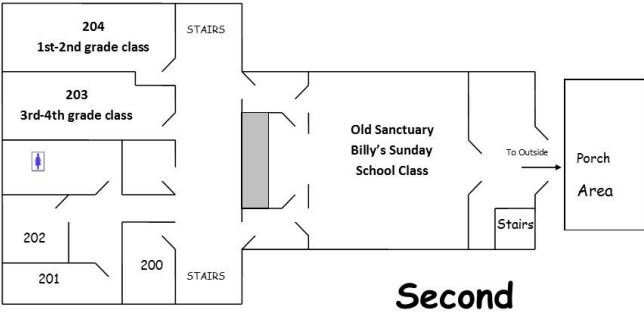 204
1st-2nd grade class
STAIRS
203
3rd-4th grade class
Old Sanctuary
Billy's Sunday
School Class
To Outside
Porch
Area
Stairs
202
201
200
STAIRS
Second